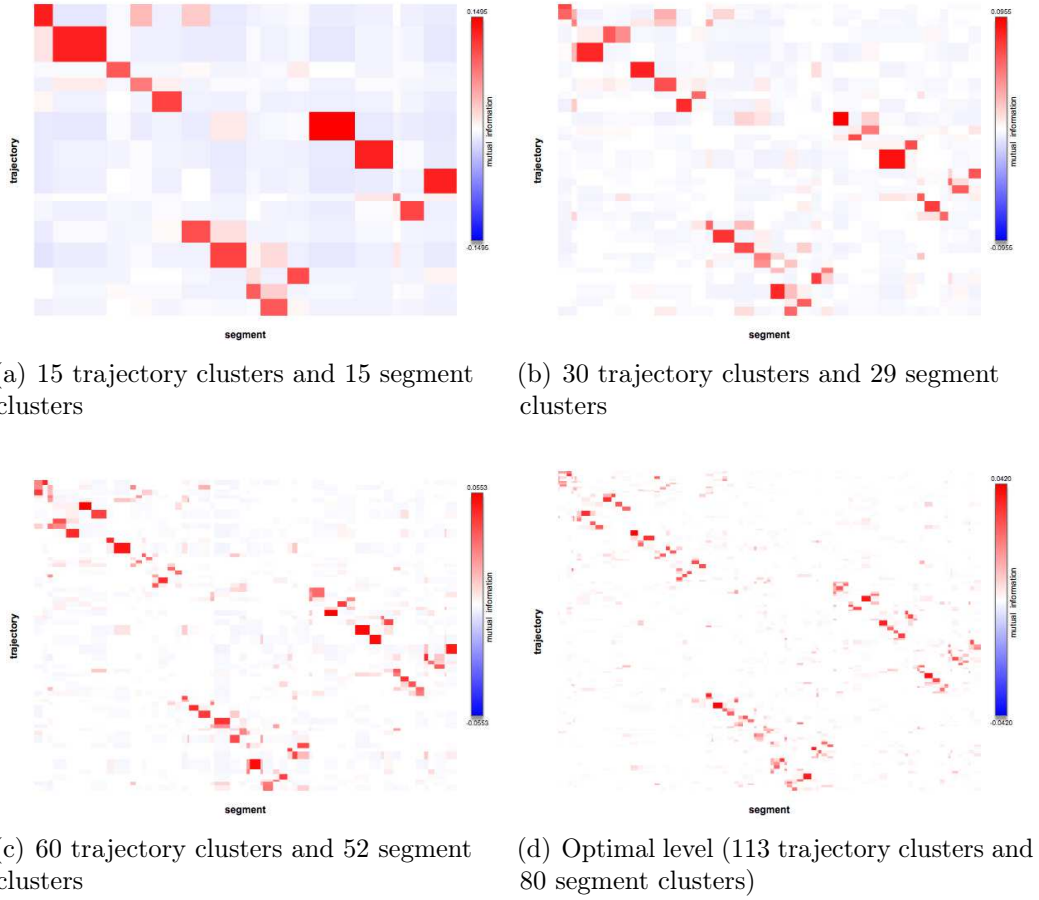 0.1495
mutual information
-0.1495
trajectory
segment
0.0955
mutual information
-0.0955
trajectory
segment
(a) 15 trajectory clusters and 15 segment
clusters
(b) 30 trajectory clusters and 29 segment
clusters
0.0553
mutual information
-0.0553
trajectory
segment
0.0420
mutual information
-0.0420
trajectory
segment
(c) 60 trajectory clusters and 52 segment
clusters
(d) Optimal level (113 trajectory clusters and
80 segment clusters)